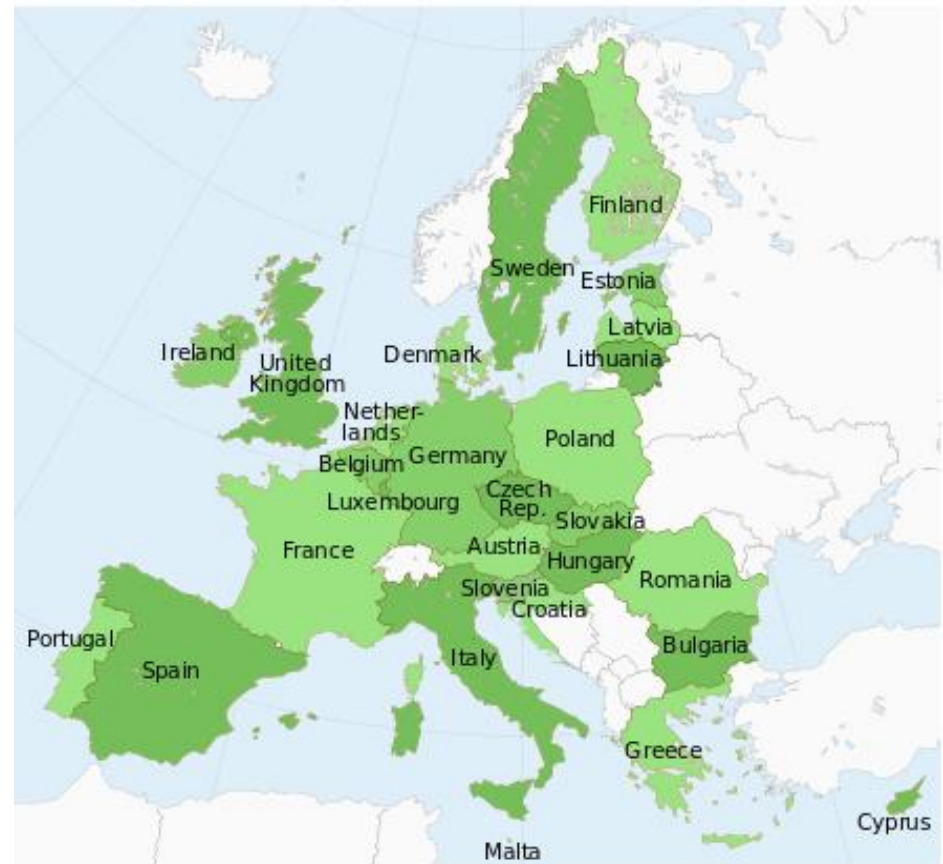 Finland
Sweden
Estonia
Latvia
Lithuania
Denmark
Ireland
United
Kingdom
Nether-
lands
Poland
Belgium
Germany
Luxembourg
Czech
Rep.
Slovakia
France
Austria
Hungary
Romania
Slovenia
Croatia
Portugal
Spain
Italy
Bulgaria
Greece
Cyprus
Malta